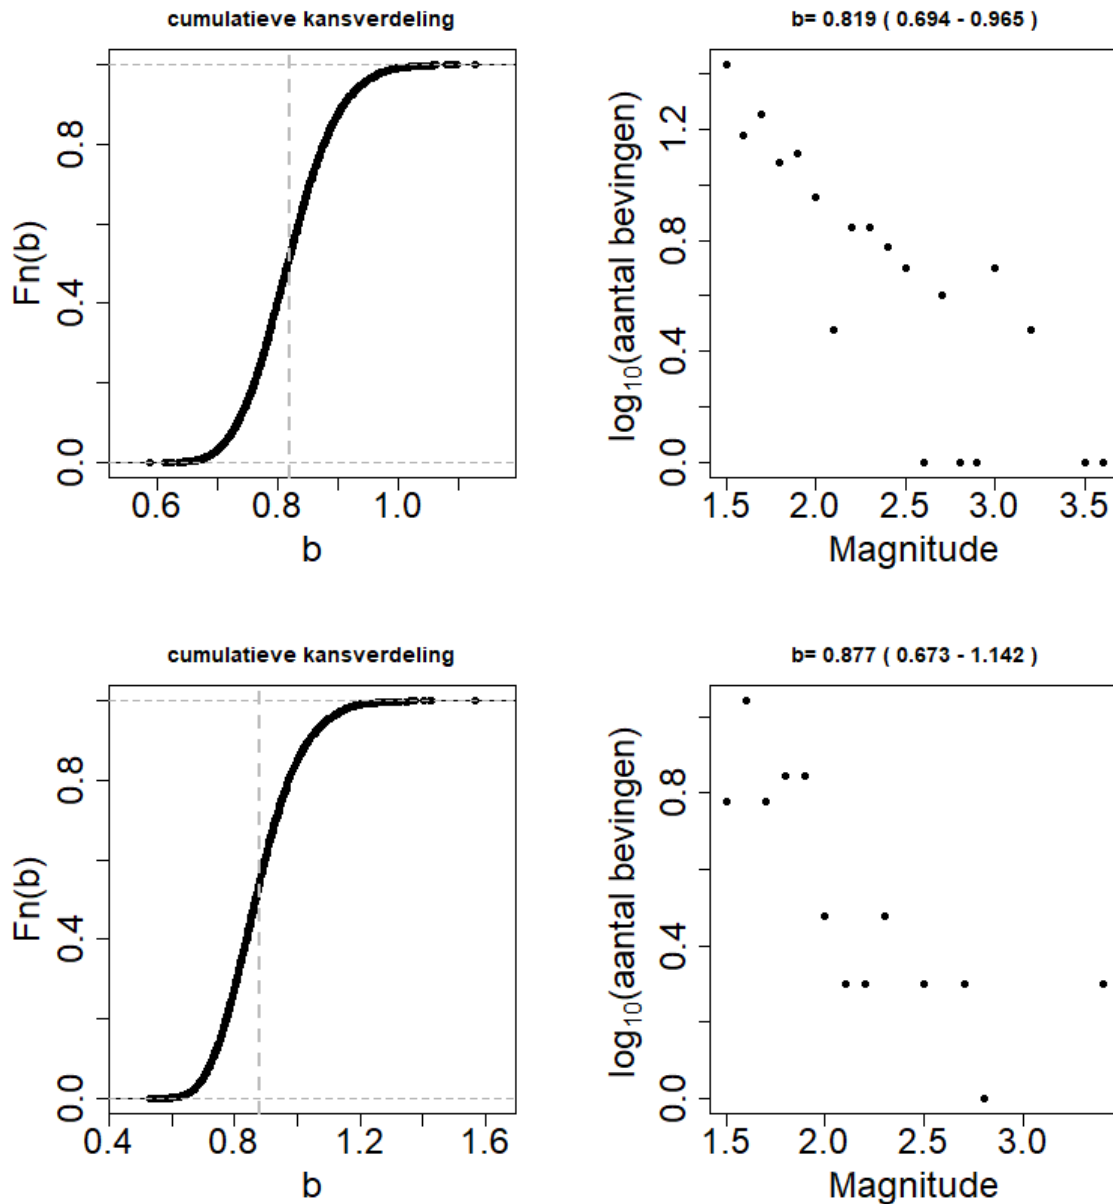 cumulatieve kansverdeling
Fn(b)
0.0 0.4 0.8
0.6 0.8 1.0
b
b= 0.819 ( 0.694 - 0.965 )
log10(aantal bevingen)
0.0 0.4 0.8 1.2
1.5 2.0 2.5 3.0 3.5
Magnitude
cumulatieve kansverdeling
Fn(b)
0.0 0.4 0.8
0.4 0.8 1.2 1.6
b
b= 0.877 ( 0.673 - 1.142 )
log10(aantal bevingen)
0.0 0.4 0.8
1.5 2.0 2.5 3.0
Magnitude